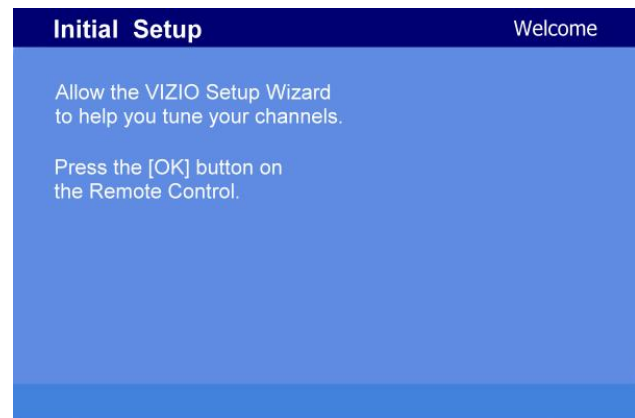 Initial Setup Welcome
Allow the VIZIO Setup Wizard
to help you tune your channels.
Press the [OK] button on
the Remote Control.